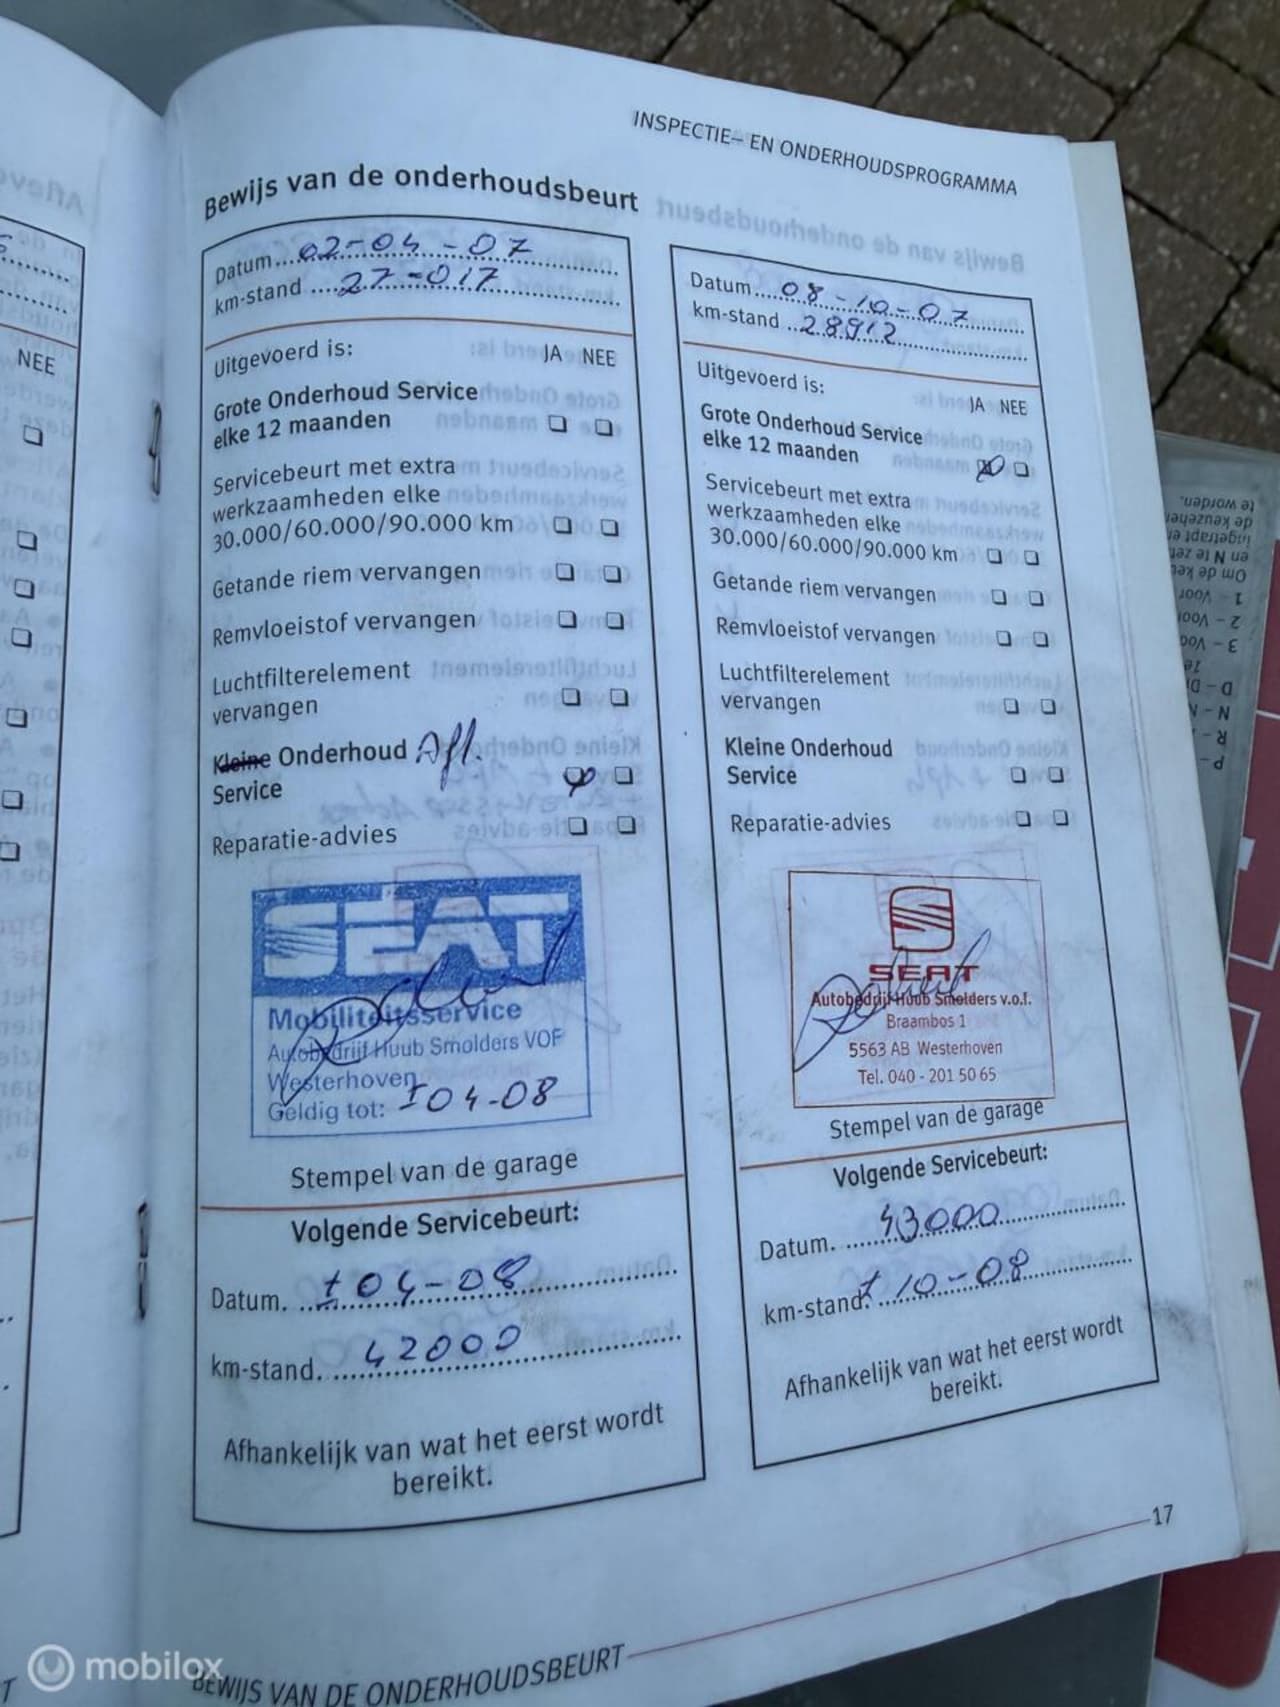 INSPECTIE– EN ONDERHOUDSPROGRAMMA
Bewijs van de onderhoudsbeurt
Datum....02-04-07
km-stand ....27-017
Uitgevoerd is: JA NEE
Grote Onderhoud Service
elke 12 maanden
Servicebeurt met extra
werkzaamheden elke
30.000/60.000/90.000 km
Getande riem vervangen
Remvloeistof vervangen
Luchtfilterelement
vervangen
Kleine Onderhoud Afl.
Service
Reparatie-advies
SEAT
Mobiliteitsservice
Autobedrijf Huub Smolders VOF
Westerhoven
Geldig tot: ± 04-08
Stempel van de garage
Volgende Servicebeurt:
Datum. ... ± 04-08
km-stand. ... 42000
Afhankelijk van wat het eerst wordt
bereikt.
Datum....08-10-07
km-stand ..28912
Uitgevoerd is:
JA NEE
Grote Onderhoud Service
elke 12 maanden
Servicebeurt met extra
werkzaamheden elke
30.000/60.000/90.000 km
Getande riem vervangen
Remvloeistof vervangen
Luchtfilterelement
vervangen
Kleine Onderhoud
Service
Reparatie-advies
SEAT
Autobedrijf Huub Smolders v.o.f.
Braambos 1
5563 AB Westerhoven
Tel. 040 - 201 50 65
Stempel van de garage
Volgende Servicebeurt:
Datum. ... 43000
km-stand. ± 10-08
Afhankelijk van wat het eerst wordt
bereikt.
17
BEWIJS VAN DE ONDERHOUDSBEURT
NEE
mobilox